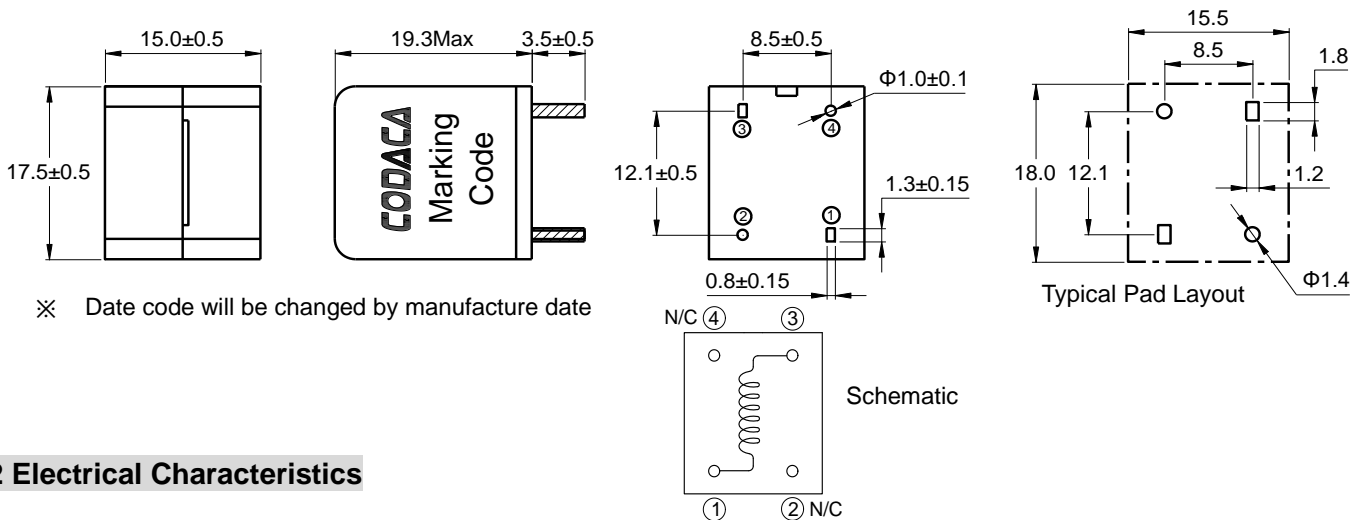 15.0±0.5
19.3Max
3.5±0.5
8.5±0.5
15.5
8.5
1.8
Φ1.0±0.1
17.5±0.5
CODACA
Marking
Code
③
④
12.1±0.5
②
①
1.3±0.15
0.8±0.15
18.0
12.1
1.2
Φ1.4
Typical Pad Layout
※ Date code will be changed by manufacture date
N/C ④
③
Schematic
①
② N/C
2 Electrical Characteristics